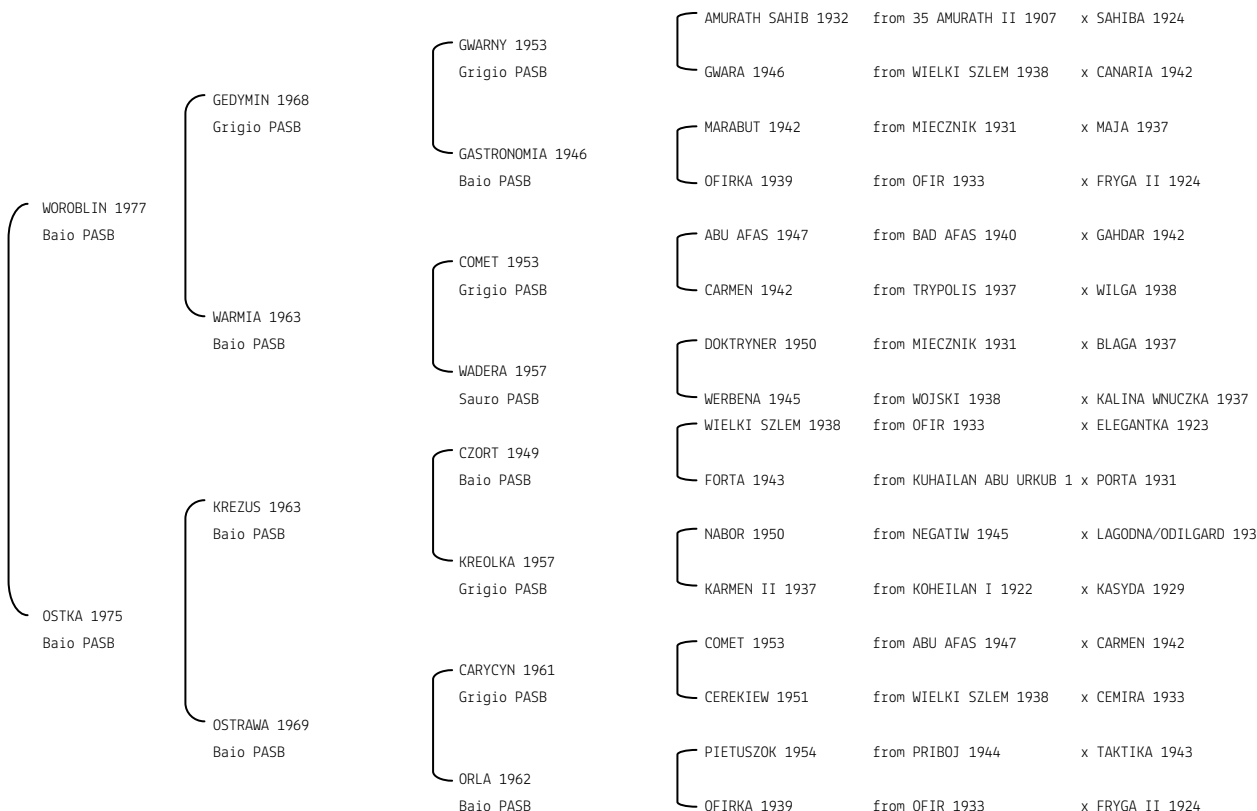 AMURATH SAHIB 1932 from 35 AMURATH II 1907 x SAHIBA 1924
GWARNY 1953
Grigio PASB
GWARA 1946 from WIELKI SZLEM 1938 x CANARIA 1942
GEDYMIN 1968
Grigio PASB
MARABUT 1942 from MIECZNIK 1931 x MAJA 1937
GASTRONOMIA 1946
Baio PASB
OFIRKA 1939 from OFIR 1933 x FRYGA II 1924
WOROBLIN 1977
Baio PASB
ABU AFAS 1947 from BAD AFAS 1940 x GAHDAR 1942
COMET 1953
Grigio PASB
CARMEN 1942 from TRYPOLIS 1937 x WILGA 1938
WARMIA 1963
Baio PASB
DOKTRYNER 1950 from MIECZNIK 1931 x BLAGA 1937
WADERA 1957
Sauro PASB
WERBENA 1945 from WOJSKI 1938 x KALINA WNUCZKA 1937
WIELKI SZLEM 1938 from OFIR 1933 x ELEGANTKA 1923
CZORT 1949
Baio PASB
FORTA 1943 from KUHAILAN ABU URKUB 1 x PORTA 1931
KREZUS 1963
Baio PASB
NABOR 1950 from NEGATIW 1945 x LAGODNA/ODILGARD 193
KREOLKA 1957
Grigio PASB
KARMEN II 1937 from KOHEILAN I 1922 x KASYDA 1929
OSTKA 1975
Baio PASB
COMET 1953 from ABU AFAS 1947 x CARMEN 1942
CARYCYN 1961
Grigio PASB
CEREKIEW 1951 from WIELKI SZLEM 1938 x CEMIRA 1933
OSTRAWA 1969
Baio PASB
PIETUSZOK 1954 from PRIBOJ 1944 x TAKTIKA 1943
ORLA 1962
Baio PASB
OFIRKA 1939 from OFIR 1933 x FRYGA II 1924